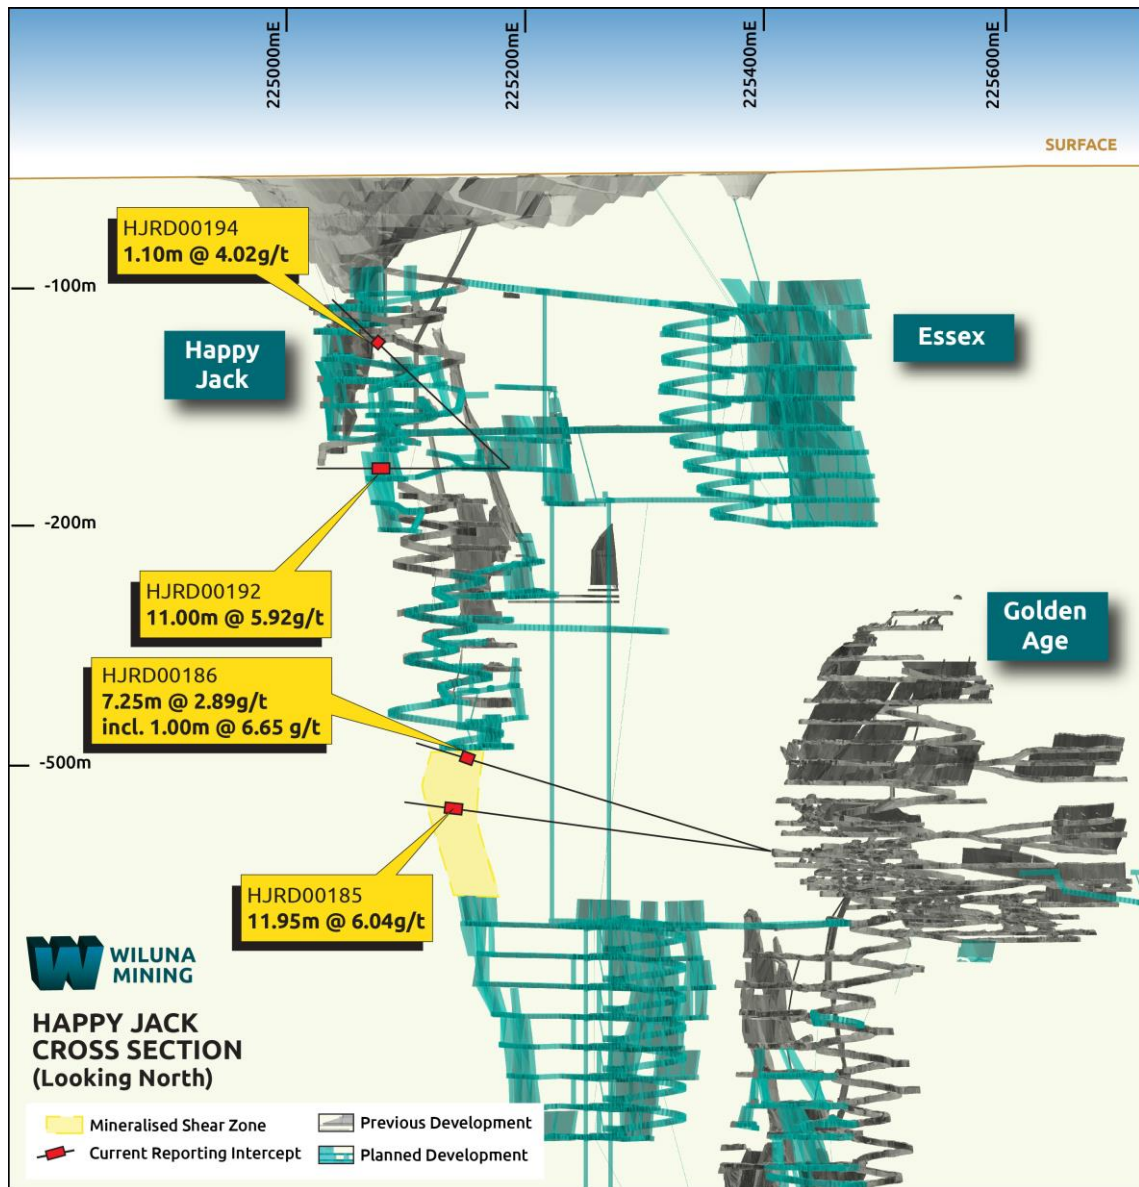 225000mE
225200mE
225400mE
225600mE
SURFACE
HJRD00194
1.10m @ 4.02g/t
-100m
Happy
Jack
Essex
-200m
HJRD00192
11.00m @ 5.92g/t
Golden
Age
HJRD00186
7.25m @ 2.89g/t
incl. 1.00m @ 6.65 g/t
-500m
HJRD00185
11.95m @ 6.04g/t
WILUNA
MINING
HAPPY JACK
CROSS SECTION
(Looking North)
Mineralised Shear Zone
Previous Development
Current Reporting Intercept
Planned Development